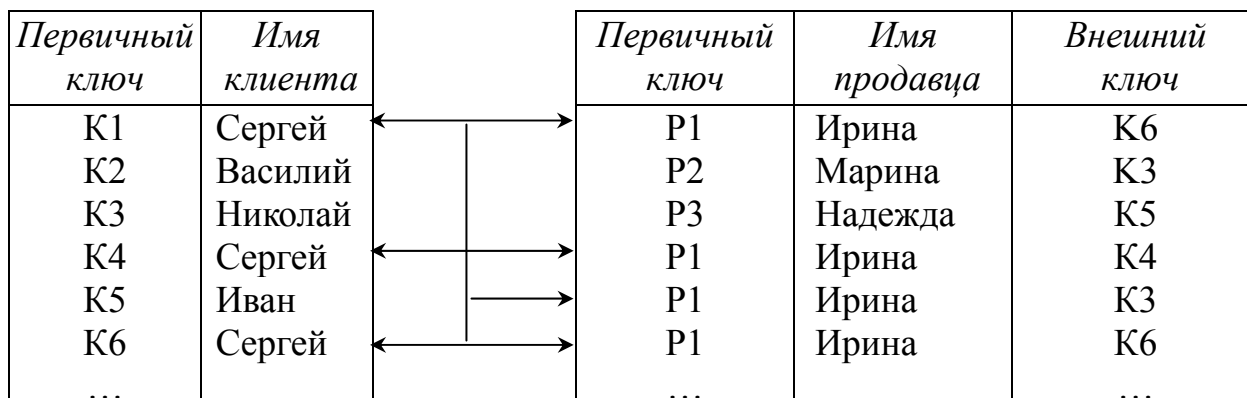 Первичный ключ Имя клиента Первичный ключ Имя продавца Внешний ключ
К1 Сергей Р1 Ирина К6
К2 Василий Р2 Марина К3
К3 Николай Р3 Надежда К5
К4 Сергей Р1 Ирина К4
К5 Иван Р1 Ирина К3
К6 Сергей Р1 Ирина К6
… … …